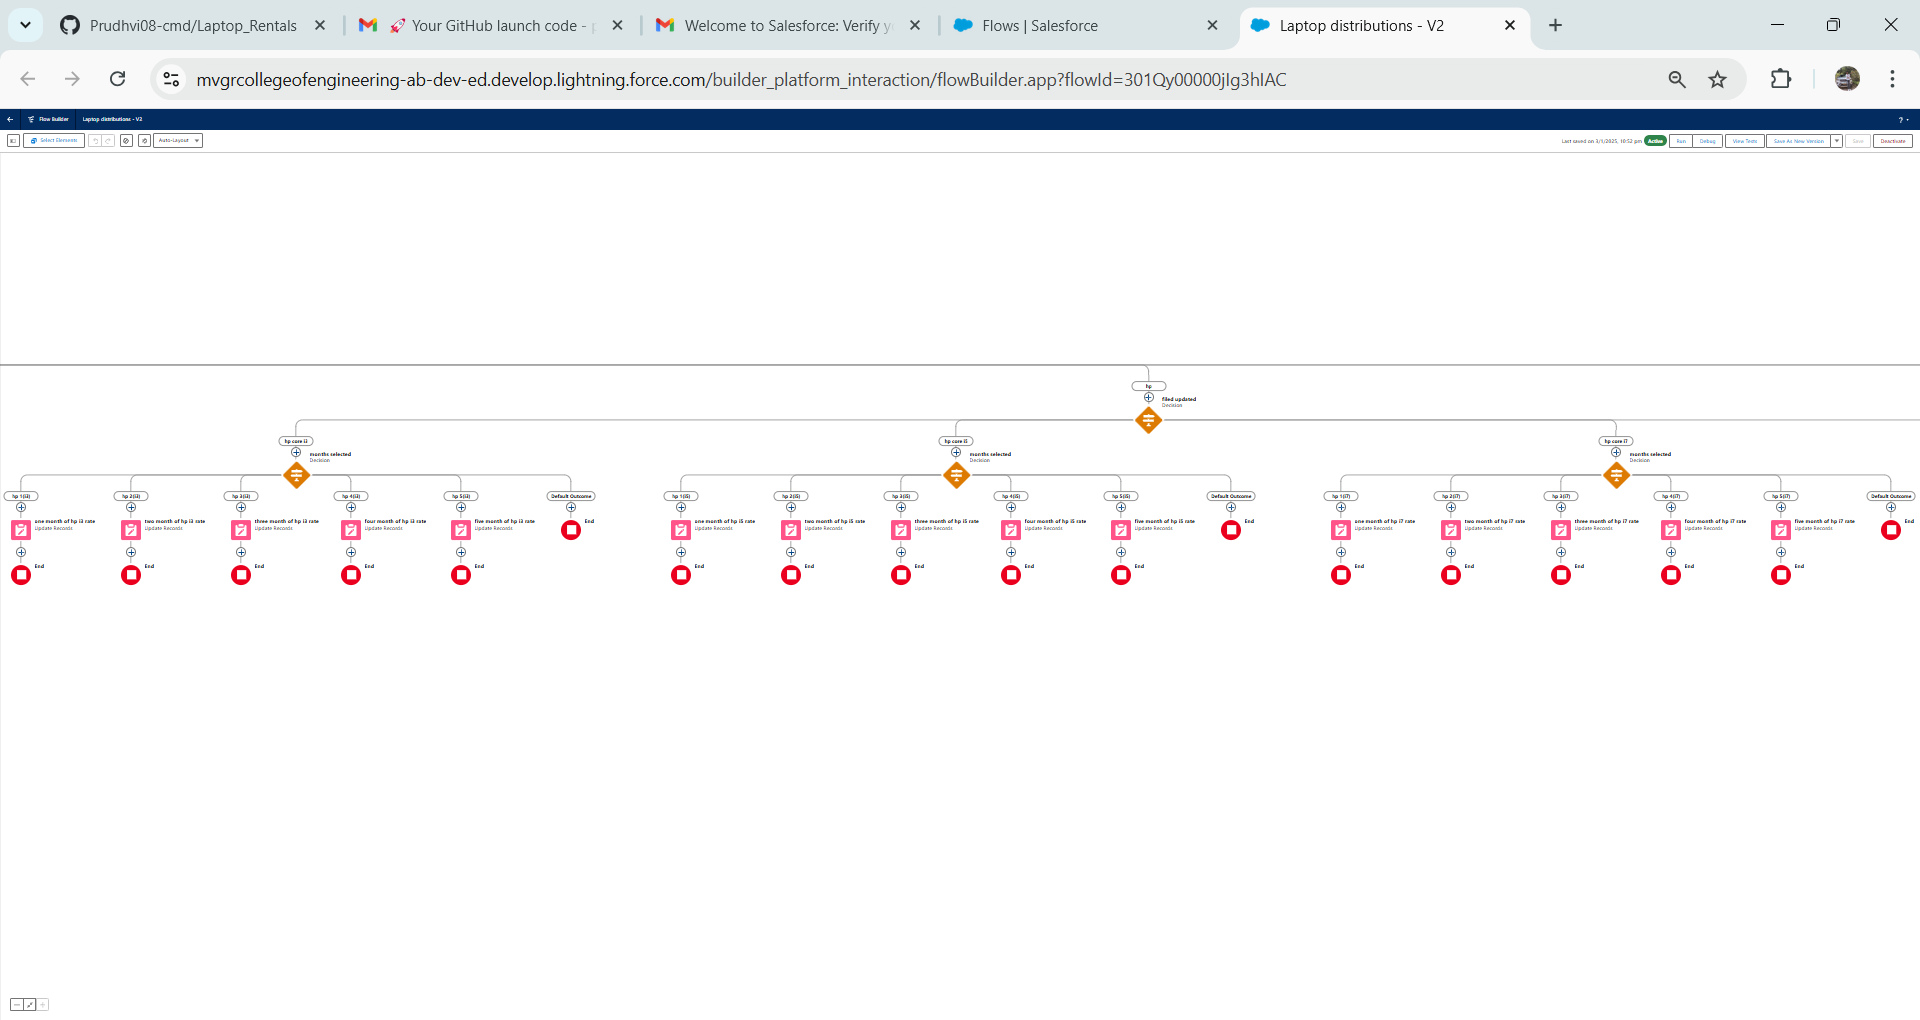 Prudhvi08-cmd/Laptop_Rentals
🚀 Your GitHub launch code -
Welcome to Salesforce: Verify y
Flows | Salesforce
Laptop distributions - V2
mvgrcollegeofengineering-ab-dev-ed.develop.lightning.force.com/builder_platform_interaction/flowBuilder.app?flowId=301Qy00000jIg3hIAC
Flow Builder Laptop distributions - V2 ?
Select Elements Auto-Layout Last saved on 3/1/2025, 10:52 pm Active Run Debug View Tests Save As New Version Save Deactivate
hp
filed updated
Decision
hp core i3 hp core i5 hp core i7
months selected months selected months selected
Decision Decision Decision
hp 1(i3) hp 2(i3) hp 3(i3) hp 4(i3) hp 5(i3) Default Outcome hp 1(i5) hp 2(i5) hp 3(i5) hp 4(i5) hp 5(i5) Default Outcome hp 1(i7) hp 2(i7) hp 3(i7) hp 4(i7) hp 5(i7) Default Outcome
one month of hp i3 rate two month of hp i3 rate three month of hp i3 rate four month of hp i3 rate five month of hp i3 rate End one month of hp i5 rate two month of hp i5 rate three month of hp i5 rate four month of hp i5 rate five month of hp i5 rate End one month of hp i7 rate two month of hp i7 rate three month of hp i7 rate four month of hp i7 rate five month of hp i7 rate End
Update Records Update Records Update Records Update Records Update Records Update Records Update Records Update Records Update Records Update Records Update Records Update Records Update Records Update Records Update Records
End End End End End End End End End End End End End End End